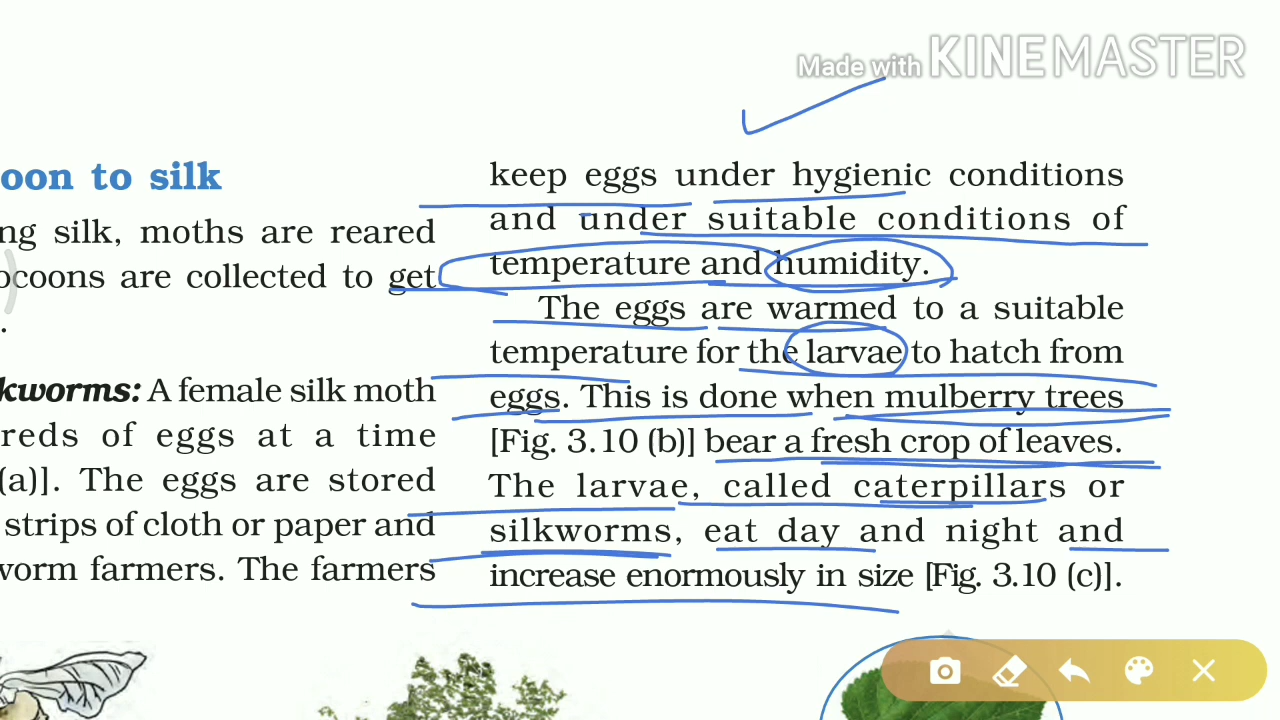 Made with KINEMASTER
oon to silk
ng silk, moths are reared
ocoons are collected to get
.
kworms: A female silk moth
reds of eggs at a time
(a)]. The eggs are stored
strips of cloth or paper and
worm farmers. The farmers
keep eggs under hygienic conditions
and under suitable conditions of
temperature and humidity.
The eggs are warmed to a suitable
temperature for the larvae to hatch from
eggs. This is done when mulberry trees
[Fig. 3.10 (b)] bear a fresh crop of leaves.
The larvae, called caterpillars or
silkworms, eat day and night and
increase enormously in size [Fig. 3.10 (c)].